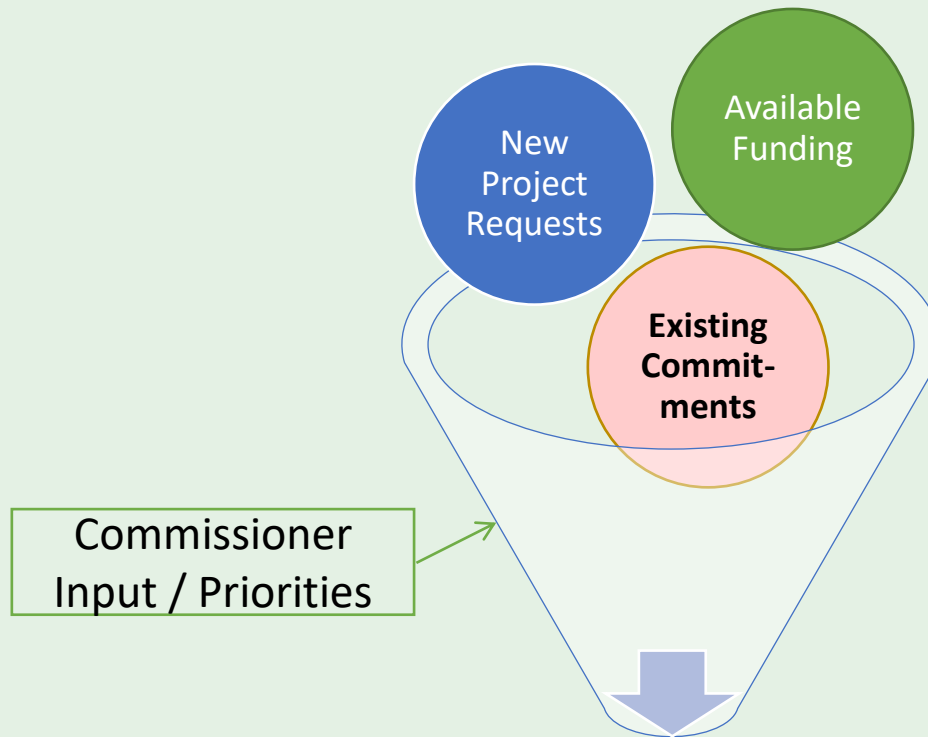 Available
Funding
New
Project
Requests
Existing
Commit-
ments
Commissioner
Input / Priorities